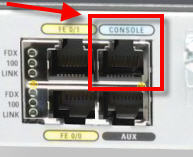 FE 0/1 CONSOLE
FDX
100
LINK
FDX
100
LINK
FE 0/0 AUX